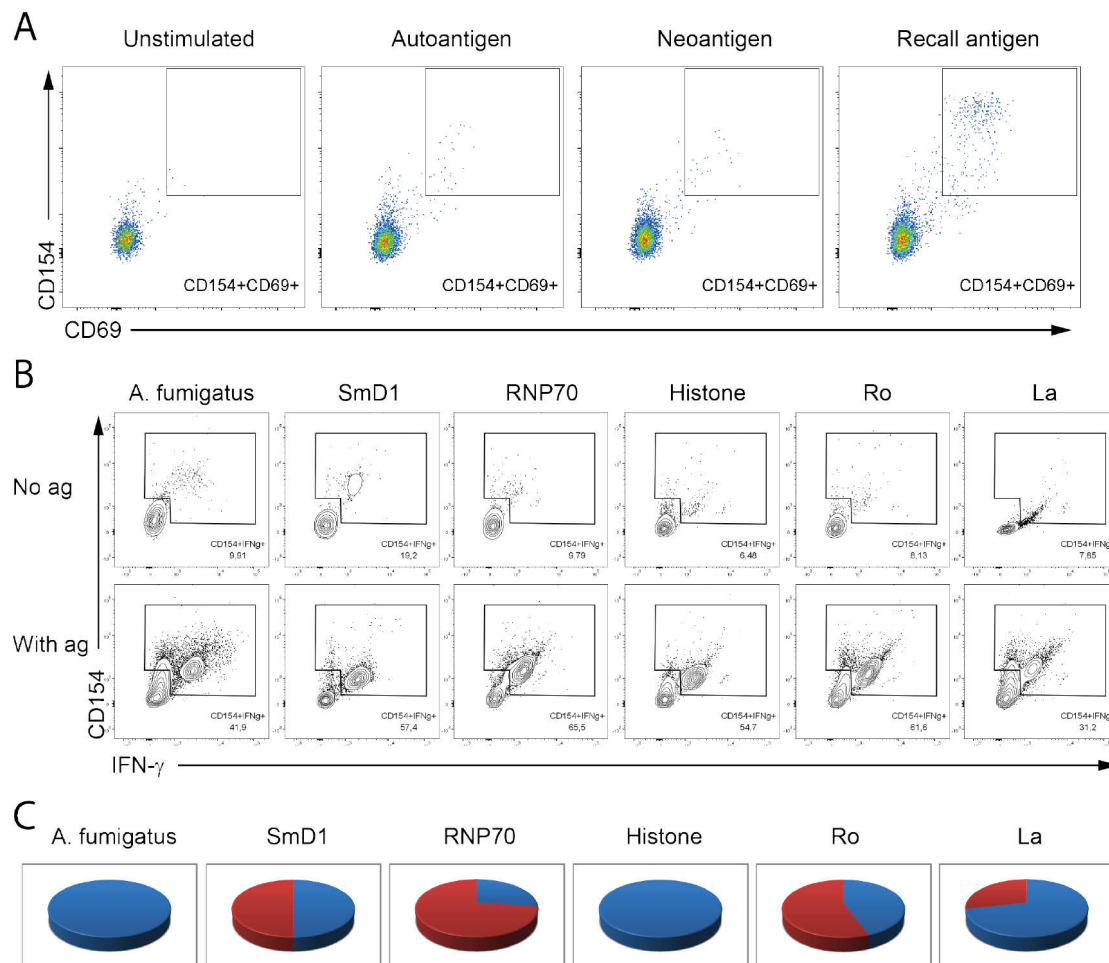 A
Unstimulated Autoantigen Neoantigen Recall antigen
CD154
CD154+CD69+ CD154+CD69+ CD154+CD69+ CD154+CD69+
CD69
B
A. fumigatus SmD1 RNP70 Histone Ro La
No ag
CD154+IFNg+ CD154+IFNg+ CD154+IFNg+ CD154+IFNg+ CD154+IFNg+ CD154+IFNg+
9,91 19,2 9,79 6,48 8,13 7,65
With ag
CD154
CD154+IFNg+ CD154+IFNg+ CD154+IFNg+ CD154+IFNg+ CD154+IFNg+ CD154+IFNg+
41,9 57,4 65,5 54,7 61,6 31,2
IFN-γ
C
A. fumigatus SmD1 RNP70 Histone Ro La